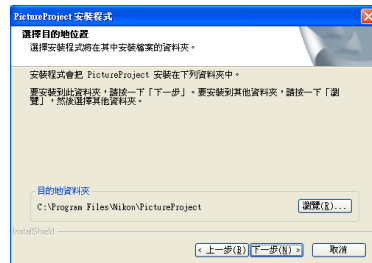 PictureProject 安裝程式
選擇目的地位置
選擇安裝程式將在其中安裝檔案的資料夾。
安裝程式會把 PictureProject 安裝在下列資料夾中。
要安裝到此資料夾，請按一下「下一步」。要安裝到其他資料夾，請按一下「瀏
覽」，然後選擇其他資料夾。
目的地資料夾
C:\Program Files\Nikon\PictureProject
瀏覽(R)...
InstallShield
< 上一步(B) 下一步(N) > 取消